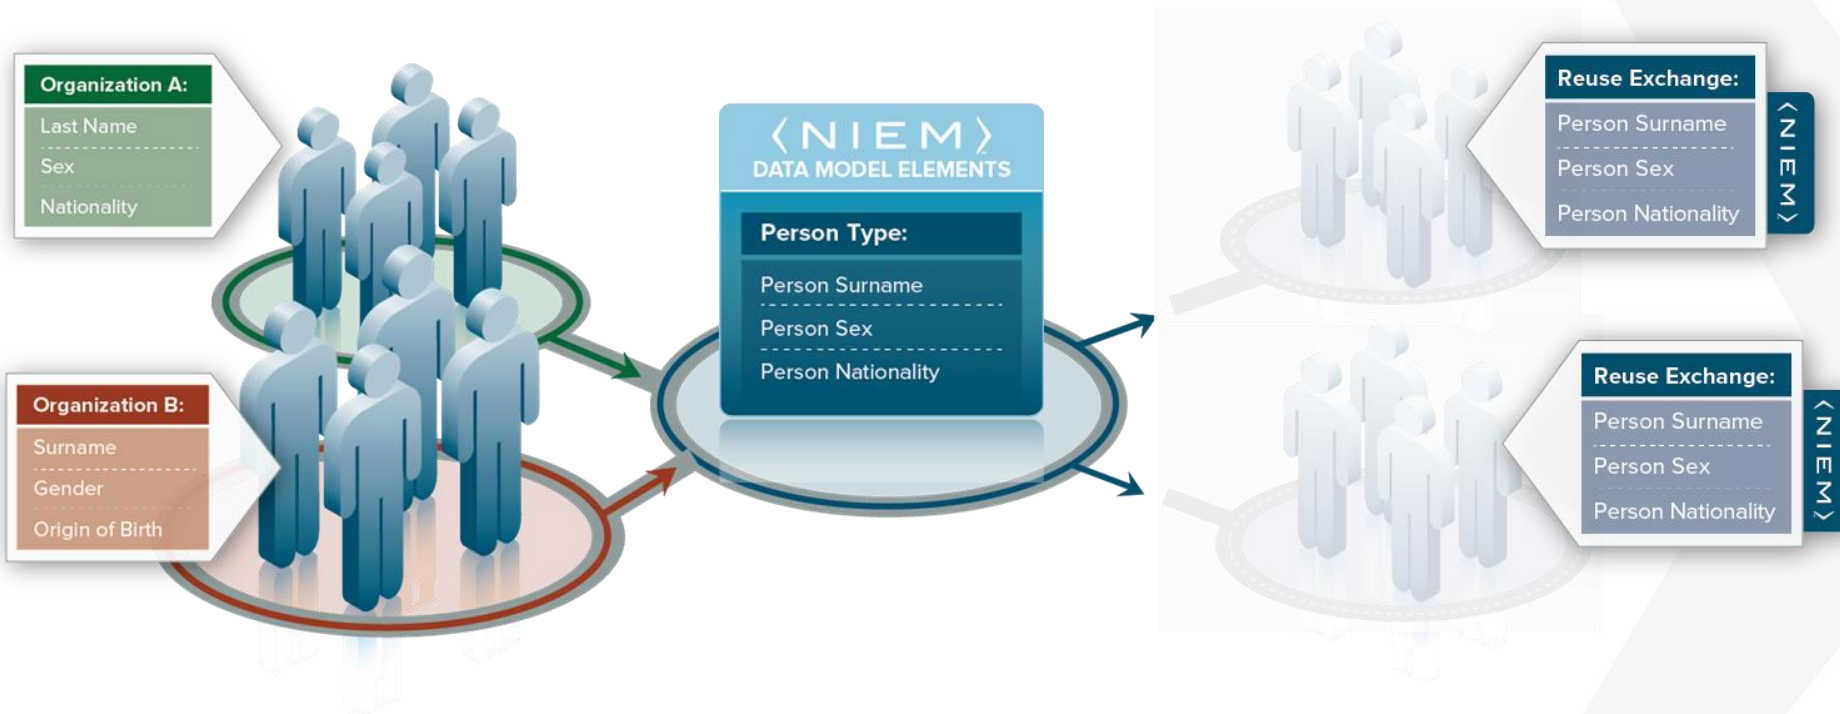 Organization A:
Last Name
Sex
Nationality
Organization B:
Surname
Gender
Origin of Birth
〈NIEM〉™
DATA MODEL ELEMENTS
Person Type:
Person Surname
Person Sex
Person Nationality
Reuse Exchange:
Person Surname
Person Sex
Person Nationality
〈NIEM〉
Reuse Exchange:
Person Surname
Person Sex
Person Nationality
〈NIEM〉